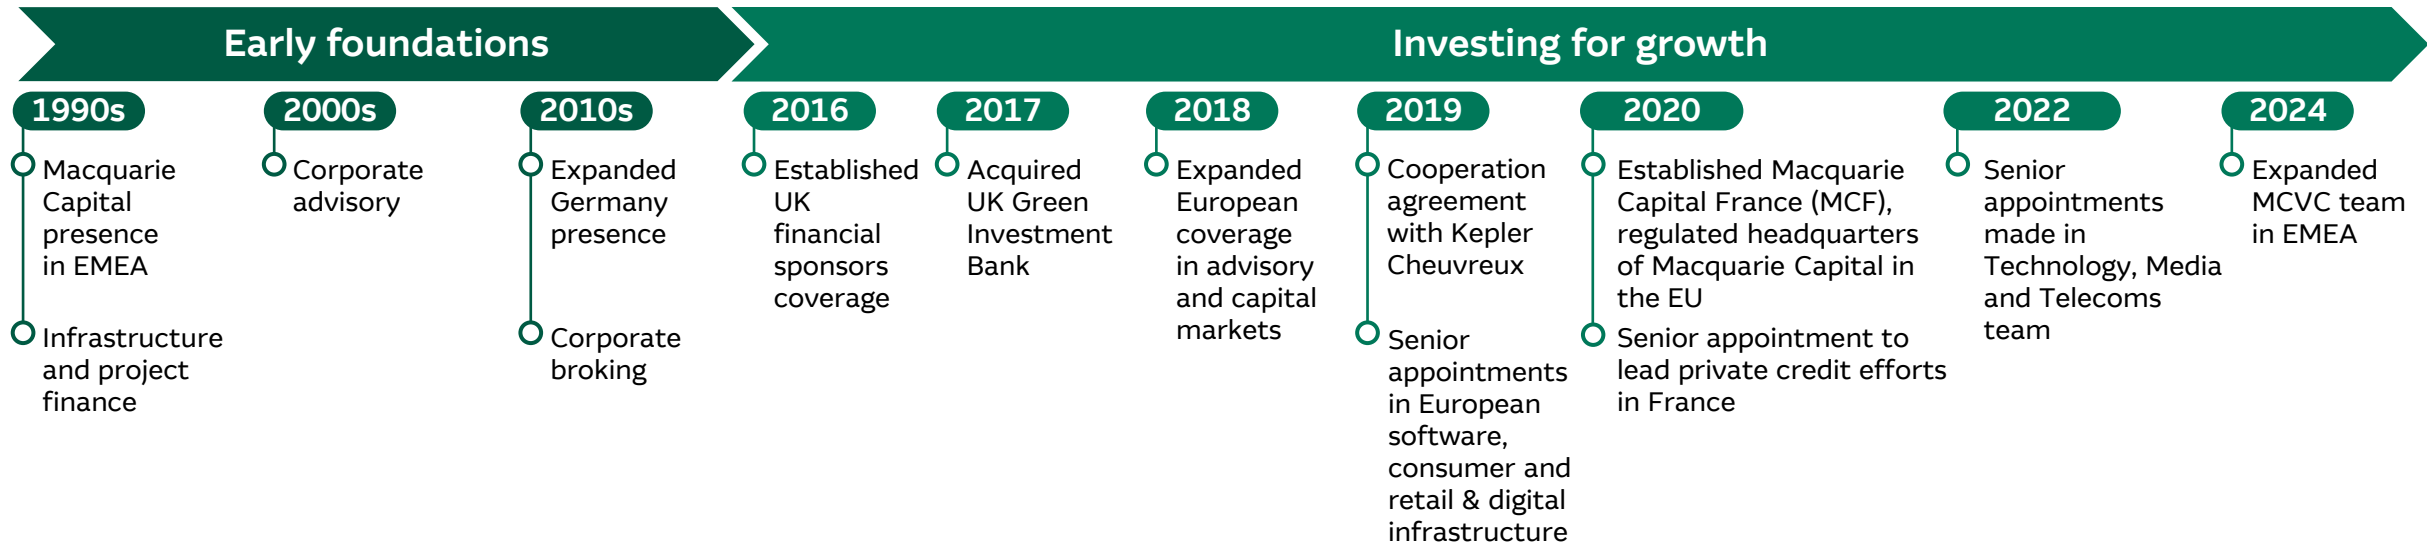 Early foundations
Investing for growth
1990s
Macquarie
Capital
presence
in EMEA
Infrastructure
and project
finance
2000s
Corporate
advisory
2010s
Expanded
Germany
presence
Corporate
broking
2016
Established
UK
financial
sponsors
coverage
2017
Acquired
UK Green
Investment
Bank
2018
Expanded
European
coverage
in advisory
and capital
markets
2019
Cooperation
agreement
with Kepler
Cheuvreux
Senior
appointments
in European
software,
consumer and
retail & digital
infrastructure
2020
Established Macquarie
Capital France (MCF),
regulated headquarters
of Macquarie Capital in
the EU
Senior appointment to
lead private credit efforts
in France
2022
Senior
appointments
made in
Technology, Media
and Telecoms
team
2024
Expanded
MCVC team
in EMEA